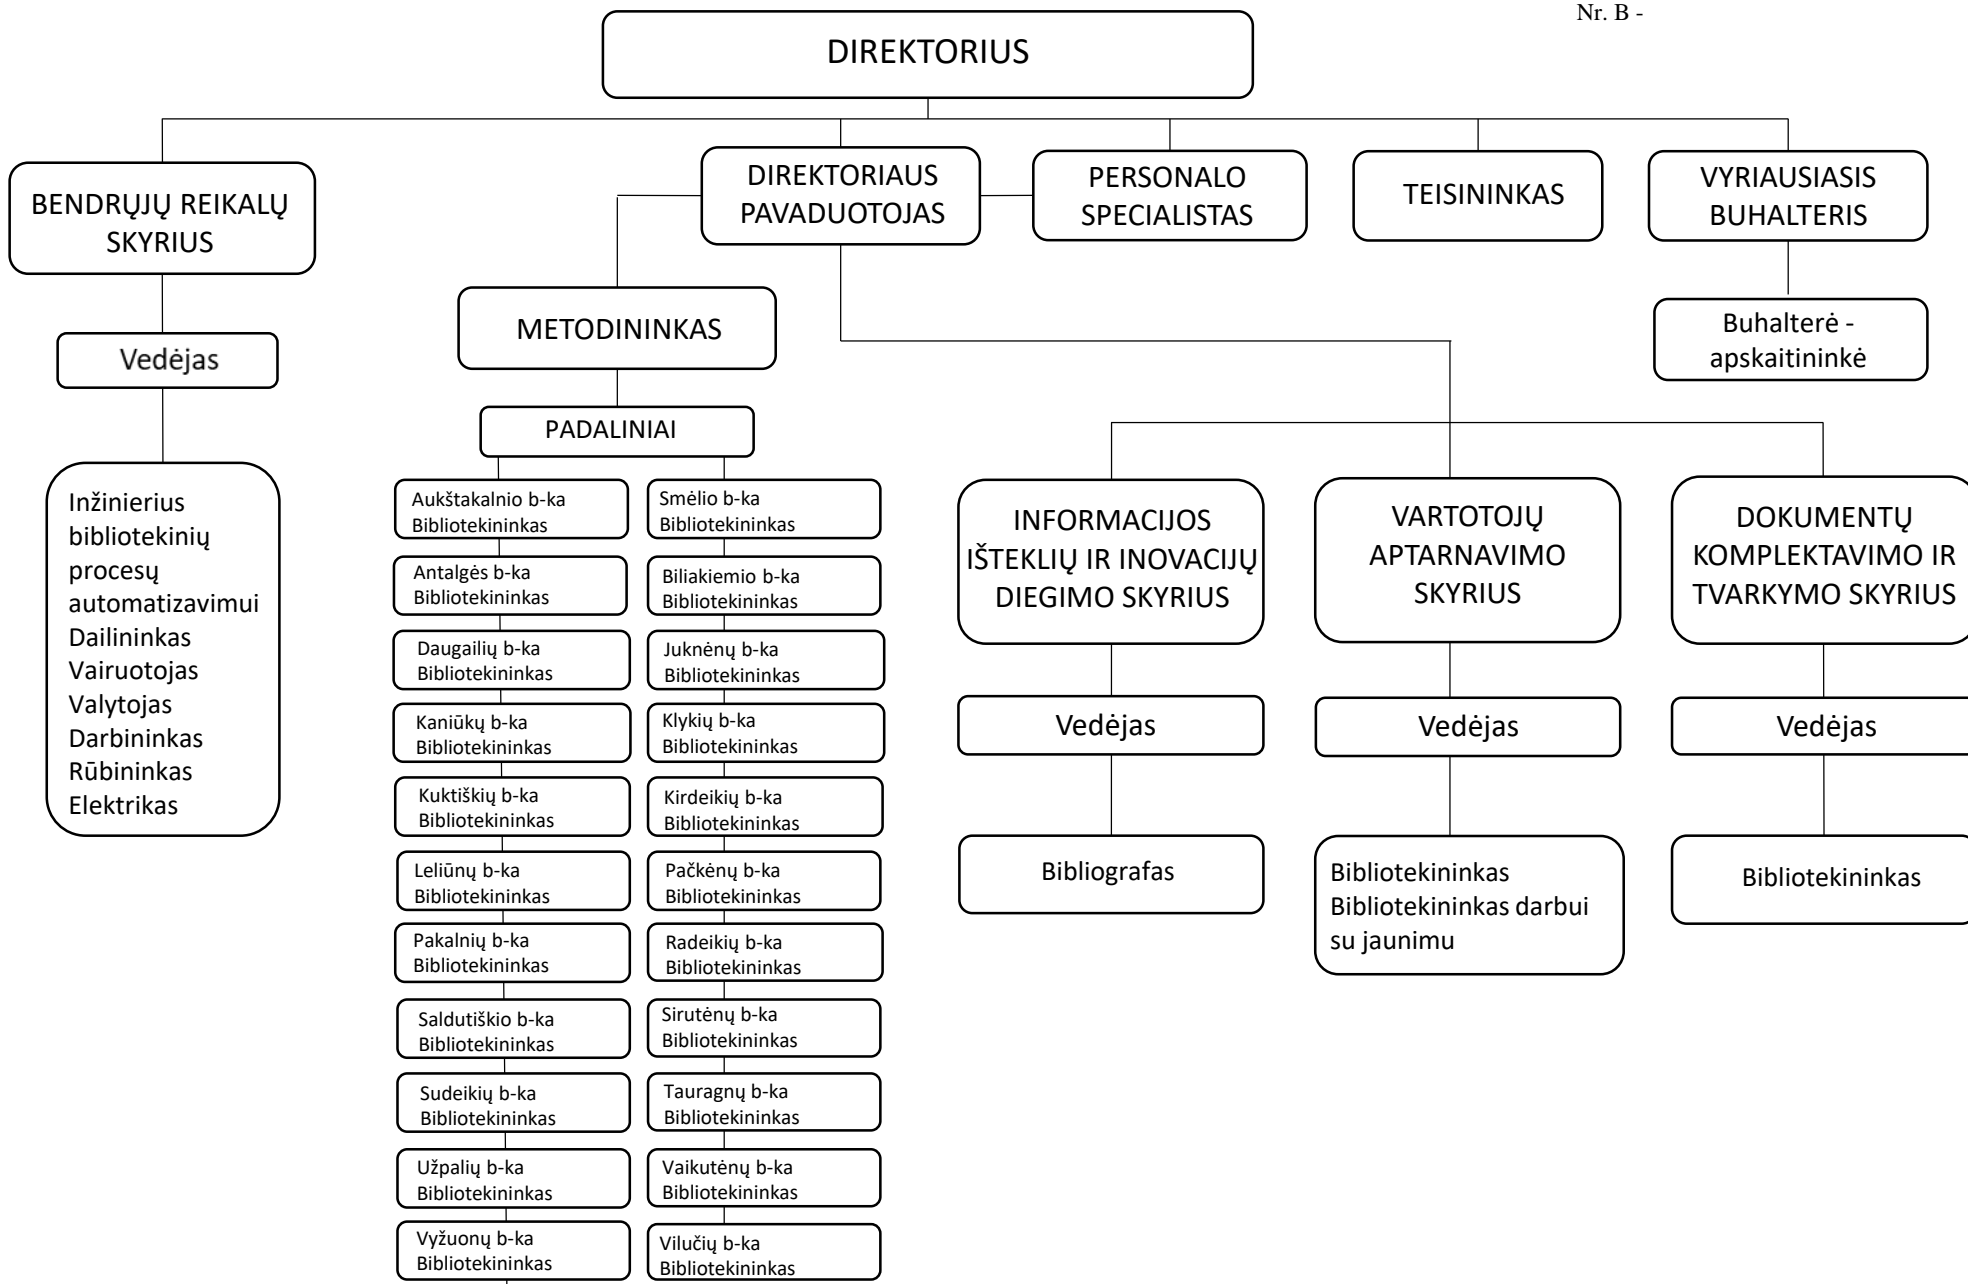 Nr. B -
DIREKTORIUS
BENDRŲJŲ REIKALŲ
SKYRIUS
DIREKTORIAUS
PAVADUOTOJAS
PERSONALO
SPECIALISTAS
TEISININKAS
VYRIAUSIASIS
BUHALTERIS
Vedėjas
METODININKAS
Buhalterė -
apskaitininkė
PADALINIAI
Inžinierius
bibliotekinių
procesų
automatizavimui
Dailininkas
Vairuotojas
Valytojas
Darbininkas
Rūbininkas
Elektrikas
Aukštakalnio b-ka
Bibliotekininkas
Antalgės b-ka
Bibliotekininkas
Daugailių b-ka
Bibliotekininkas
Kaniūkų b-ka
Bibliotekininkas
Kuktiškių b-ka
Bibliotekininkas
Leliūnų b-ka
Bibliotekininkas
Pakalnių b-ka
Bibliotekininkas
Saldutiškio b-ka
Bibliotekininkas
Sudeikių b-ka
Bibliotekininkas
Užpalių b-ka
Bibliotekininkas
Vyžuonų b-ka
Bibliotekininkas
Smėlio b-ka
Bibliotekininkas
Biliakiemio b-ka
Bibliotekininkas
Juknėnų b-ka
Bibliotekininkas
Klykių b-ka
Bibliotekininkas
Kirdeikių b-ka
Bibliotekininkas
Pačkėnų b-ka
Bibliotekininkas
Radeikių b-ka
Bibliotekininkas
Sirutėnų b-ka
Bibliotekininkas
Tauragnų b-ka
Bibliotekininkas
Vaikutėnų b-ka
Bibliotekininkas
Vilučių b-ka
Bibliotekininkas
INFORMACIJOS
IŠTEKLIŲ IR INOVACIJŲ
DIEGIMO SKYRIUS
Vedėjas
Bibliografas
VARTOTOJŲ
APTARNAVIMO
SKYRIUS
Vedėjas
Bibliotekininkas
Bibliotekininkas darbui
su jaunimu
DOKUMENTŲ
KOMPLEKTAVIMO IR
TVARKYMO SKYRIUS
Vedėjas
Bibliotekininkas